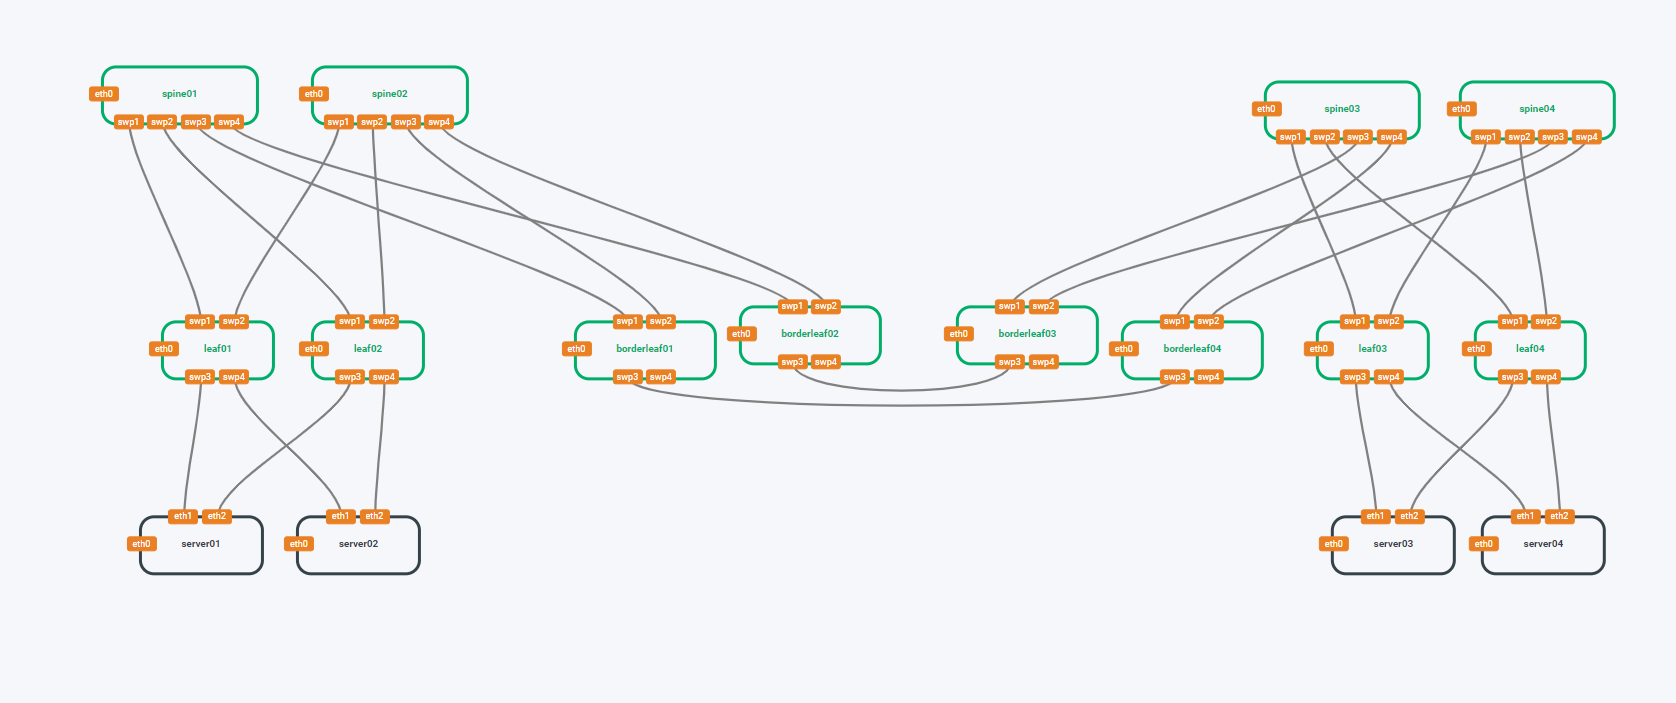 eth0 spine01
swp1 swp2 swp3 swp4
eth0 spine02
swp1 swp2 swp3 swp4
eth0 spine03
swp1 swp2 swp3 swp4
eth0 spine04
swp1 swp2 swp3 swp4
swp1 swp2
eth0 leaf01
swp3 swp4
swp1 swp2
eth0 leaf02
swp3 swp4
swp1 swp2
eth0 borderleaf01
swp3 swp4
swp1 swp2
eth0 borderleaf02
swp3 swp4
swp1 swp2
eth0 borderleaf03
swp3 swp4
swp1 swp2
eth0 borderleaf04
swp3 swp4
swp1 swp2
eth0 leaf03
swp3 swp4
swp1 swp2
eth0 leaf04
swp3 swp4
eth1 eth2
eth0 server01
eth1 eth2
eth0 server02
eth1 eth2
eth0 server03
eth1 eth2
eth0 server04